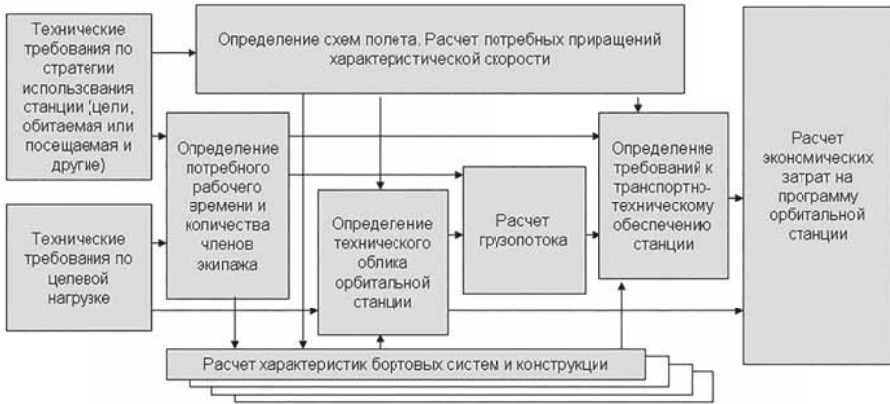 Технические
требования по
стратегии
использования
станции (цели,
обитаемая или
посещаемая и
другие)
Определение схем полета. Расчет потребных приращений
характеристической скорости
Определение
потребного
рабочего
времени и
количества
членов
экипажа
Определение
требований к
транспортно-
техническому
обеспечению
станции
Расчет
экономических
затрат на
программу
орбитальной
станции
Технические
требования по
целевой
нагрузке
Определение
технического
облика
орбитальной
станции
Расчет
грузопотока
Расчет характеристик бортовых систем и конструкции